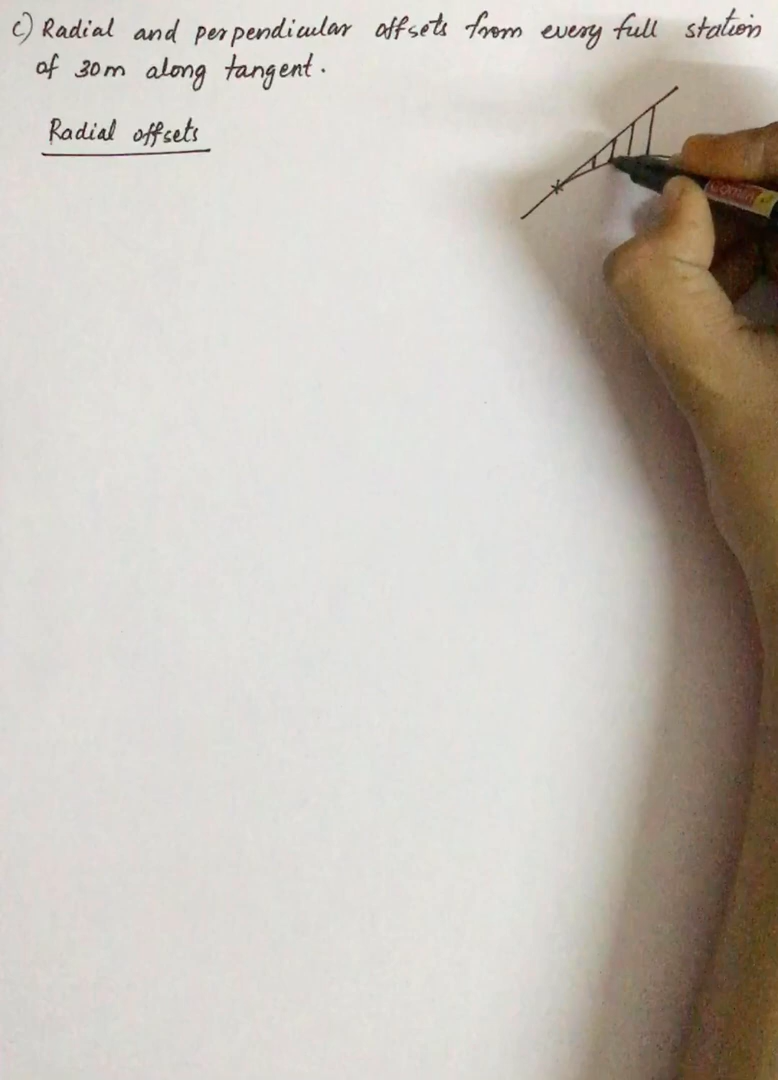 c) Radial and perpendicular offsets from every full station
of 30m along tangent.
Radial offsets